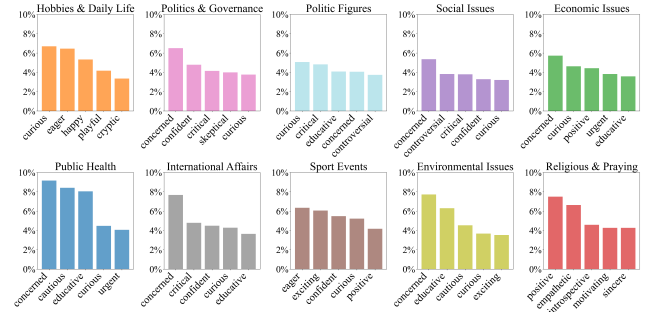 Hobbies & Daily Life
10%
8%
6%
4%
2%
0%
curious
eager
happy
playful
cryptic
Politics & Governance
10%
8%
6%
4%
2%
0%
concerned
confident
critical
skeptical
curious
Politic Figures
10%
8%
6%
4%
2%
0%
curious
critical
educative
concerned
controversial
Social Issues
10%
8%
6%
4%
2%
0%
concerned
controversial
critical
confident
curious
Economic Issues
10%
8%
6%
4%
2%
0%
concerned
curious
positive
urgent
educative
Public Health
10%
8%
6%
4%
2%
0%
concerned
cautious
educative
curious
urgent
International Affairs
10%
8%
6%
4%
2%
0%
concerned
critical
confident
curious
educative
Sport Events
10%
8%
6%
4%
2%
0%
eager
exciting
confident
curious
positive
Environmental Issues
10%
8%
6%
4%
2%
0%
concerned
educative
cautious
curious
exciting
Religious & Praying
10%
8%
6%
4%
2%
0%
positive
empathetic
introspective
motivating
sincere